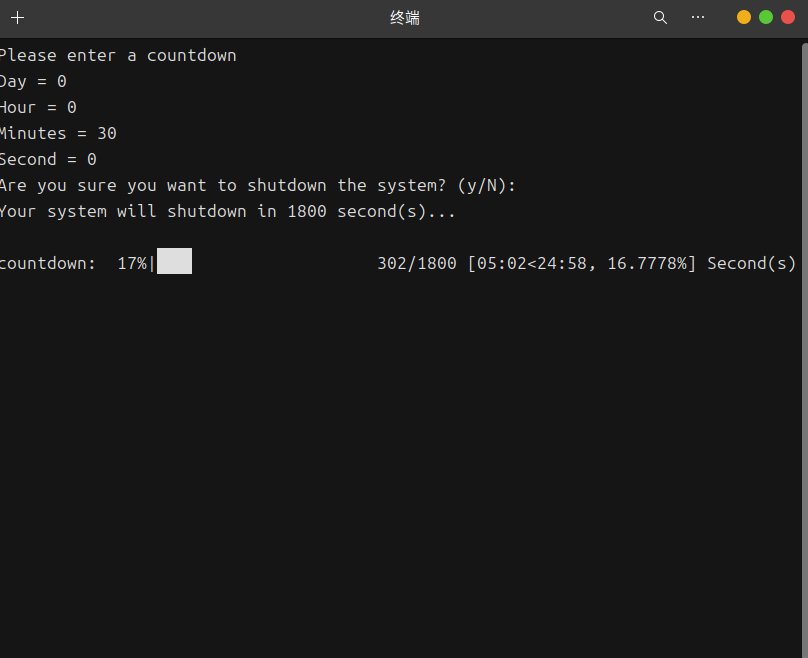 终端
Please enter a countdown
Day = 0
Hour = 0
Minutes = 30
Second = 0
Are you sure you want to shutdown the system? (y/N):
Your system will shutdown in 1800 second(s)...
countdown:  17%|                    302/1800 [05:02<24:58, 16.7778%] Second(s)